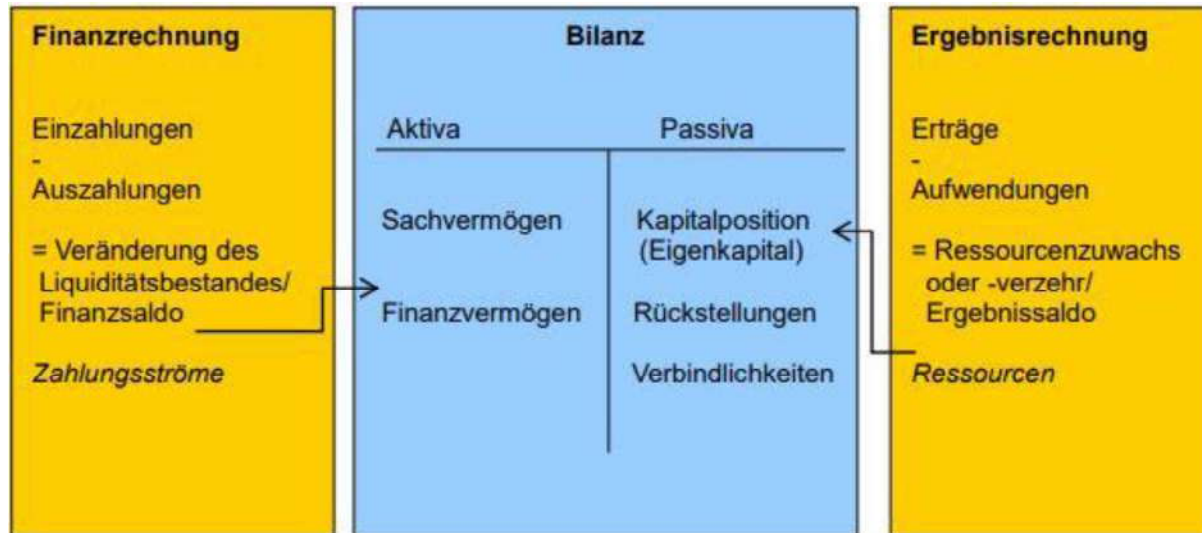 Finanzrechnung
Einzahlungen
-
Auszahlungen
= Veränderung des
Liquiditätsbestandes/
Finanzsaldo
Zahlungsströme
Bilanz
Aktiva
Passiva
Sachvermögen
Finanzvermögen
Kapitalposition
(Eigenkapital)
Rückstellungen
Verbindlichkeiten
Ergebnisrechnung
Erträge
-
Aufwendungen
= Ressourcenzuwachs
oder -verzehr/
Ergebnissaldo
Ressourcen